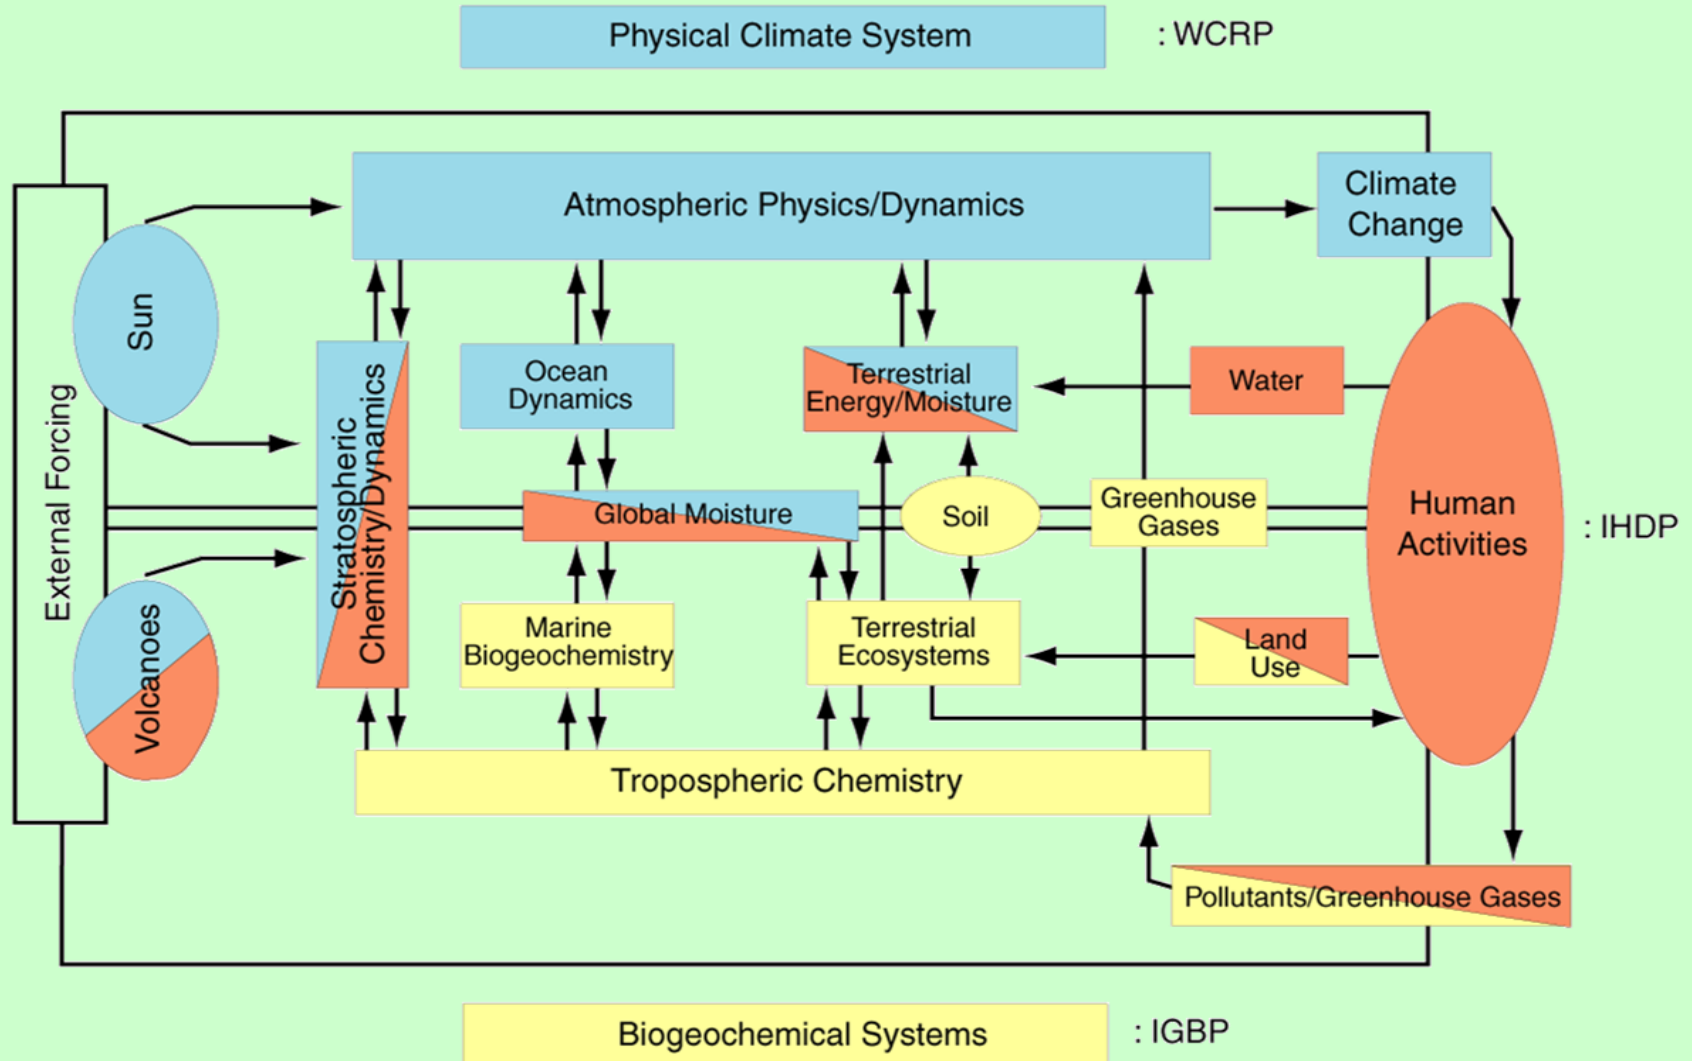 Physical Climate System
: WCRP
Atmospheric Physics/Dynamics
Climate
Change
Sun
External Forcing
Stratospheric
Chemistry/Dynamics
Ocean
Dynamics
Terrestrial
Energy/Moisture
Water
Global Moisture
Soil
Greenhouse
Gases
Human
Activities
: IHDP
Volcanoes
Marine
Biogeochemistry
Terrestrial
Ecosystems
Land
Use
Tropospheric Chemistry
Pollutants/Greenhouse Gases
Biogeochemical Systems
: IGBP